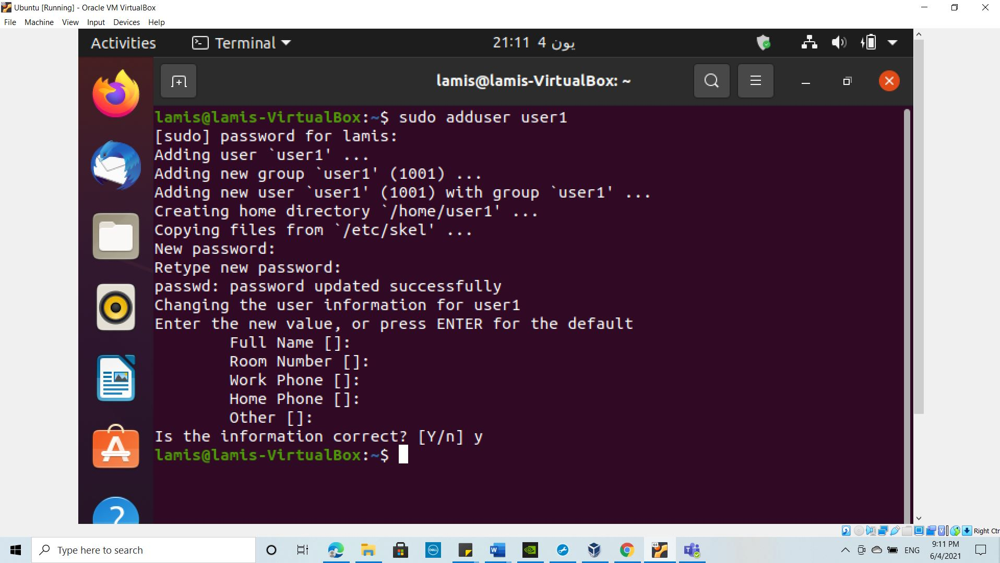 Ubuntu [Running] - Oracle VM VirtualBox
File Machine View Input Devices Help
Activities Terminal 21:11 4 يون
lamis@lamis-VirtualBox: ~
lamis@lamis-VirtualBox:~$ sudo adduser user1
[sudo] password for lamis:
Adding user `user1' ...
Adding new group `user1' (1001) ...
Adding new user `user1' (1001) with group `user1' ...
Creating home directory `/home/user1' ...
Copying files from `/etc/skel' ...
New password:
Retype new password:
passwd: password updated successfully
Changing the user information for user1
Enter the new value, or press ENTER for the default
Full Name []:
Room Number []:
Work Phone []:
Home Phone []:
Other []:
Is the information correct? [Y/n] y
lamis@lamis-VirtualBox:~$
Right Ctr
Type here to search
DELL
64
ENG
9:11 PM
6/4/2021